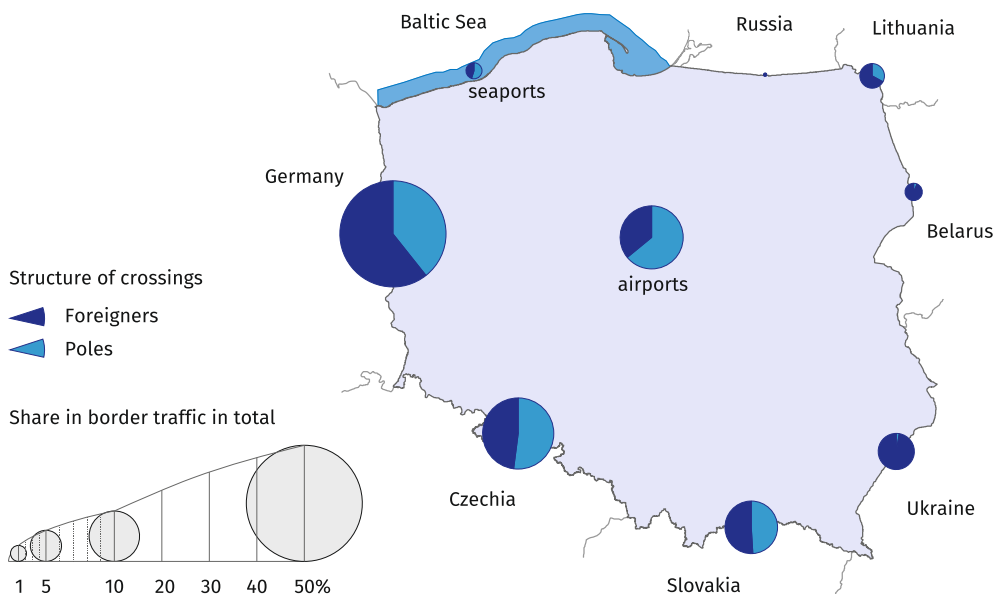 Baltic Sea
Russia
Lithuania
seaports
Germany
Belarus
airports
Structure of crossings
Foreigners
Poles
Share in border traffic in total
Czechia
Ukraine
Slovakia
1 5 10 20 30 40 50%